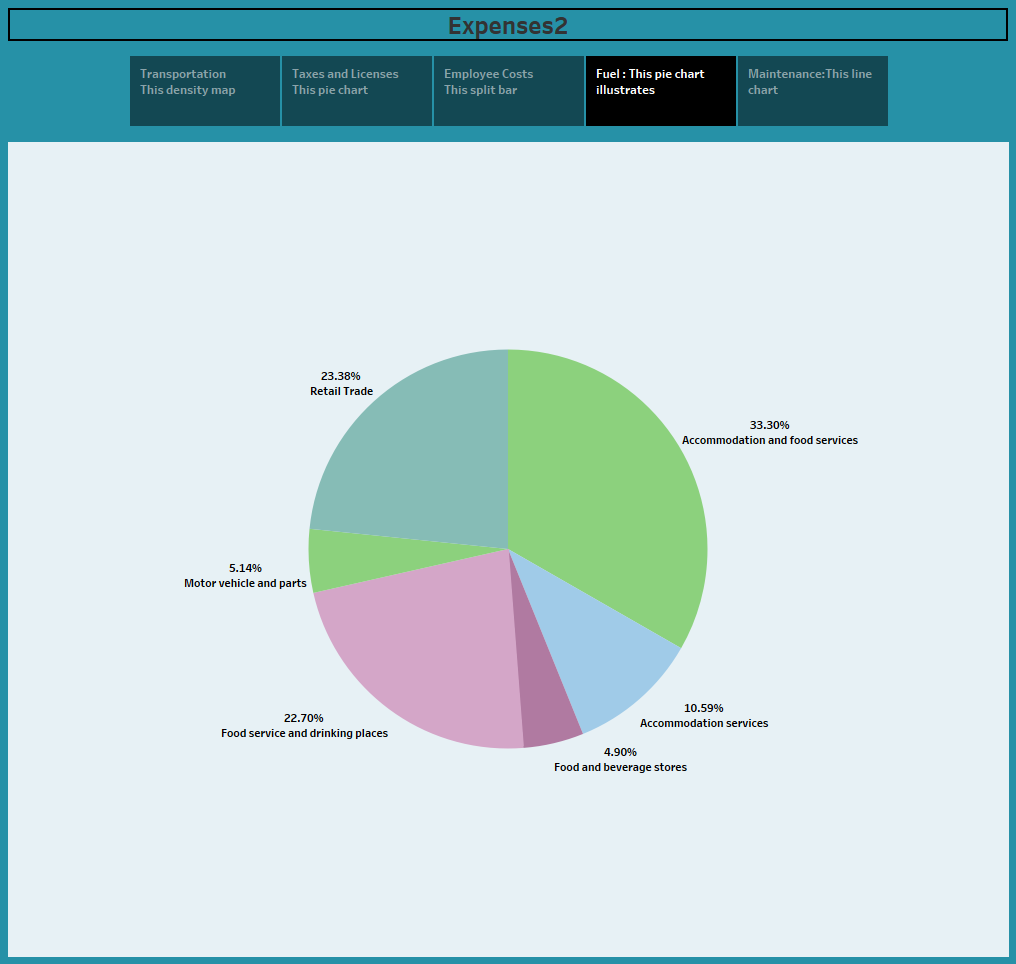 Expenses2
Transportation
This density map
Taxes and Licenses
This pie chart
Employee Costs
This split bar
Fuel : This pie chart
illustrates
Maintenance:This line
chart
23.38%
Retail Trade
33.30%
Accommodation and food services
5.14%
Motor vehicle and parts
10.59%
Accommodation services
22.70%
Food service and drinking places
4.90%
Food and beverage stores